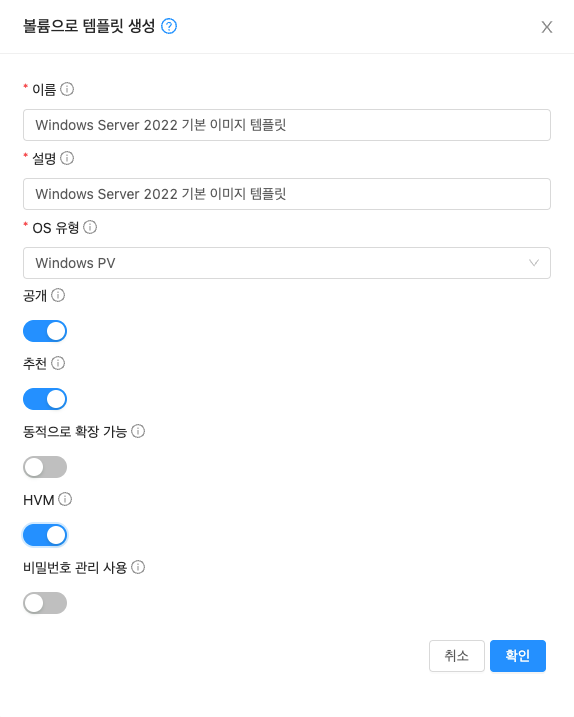 볼륨으로 템플릿 생성
* 이름
Windows Server 2022 기본 이미지 템플릿
* 설명
Windows Server 2022 기본 이미지 템플릿
* OS 유형
Windows PV
공개
추천
동적으로 확장 가능
HVM
비밀번호 관리 사용
취소 확인